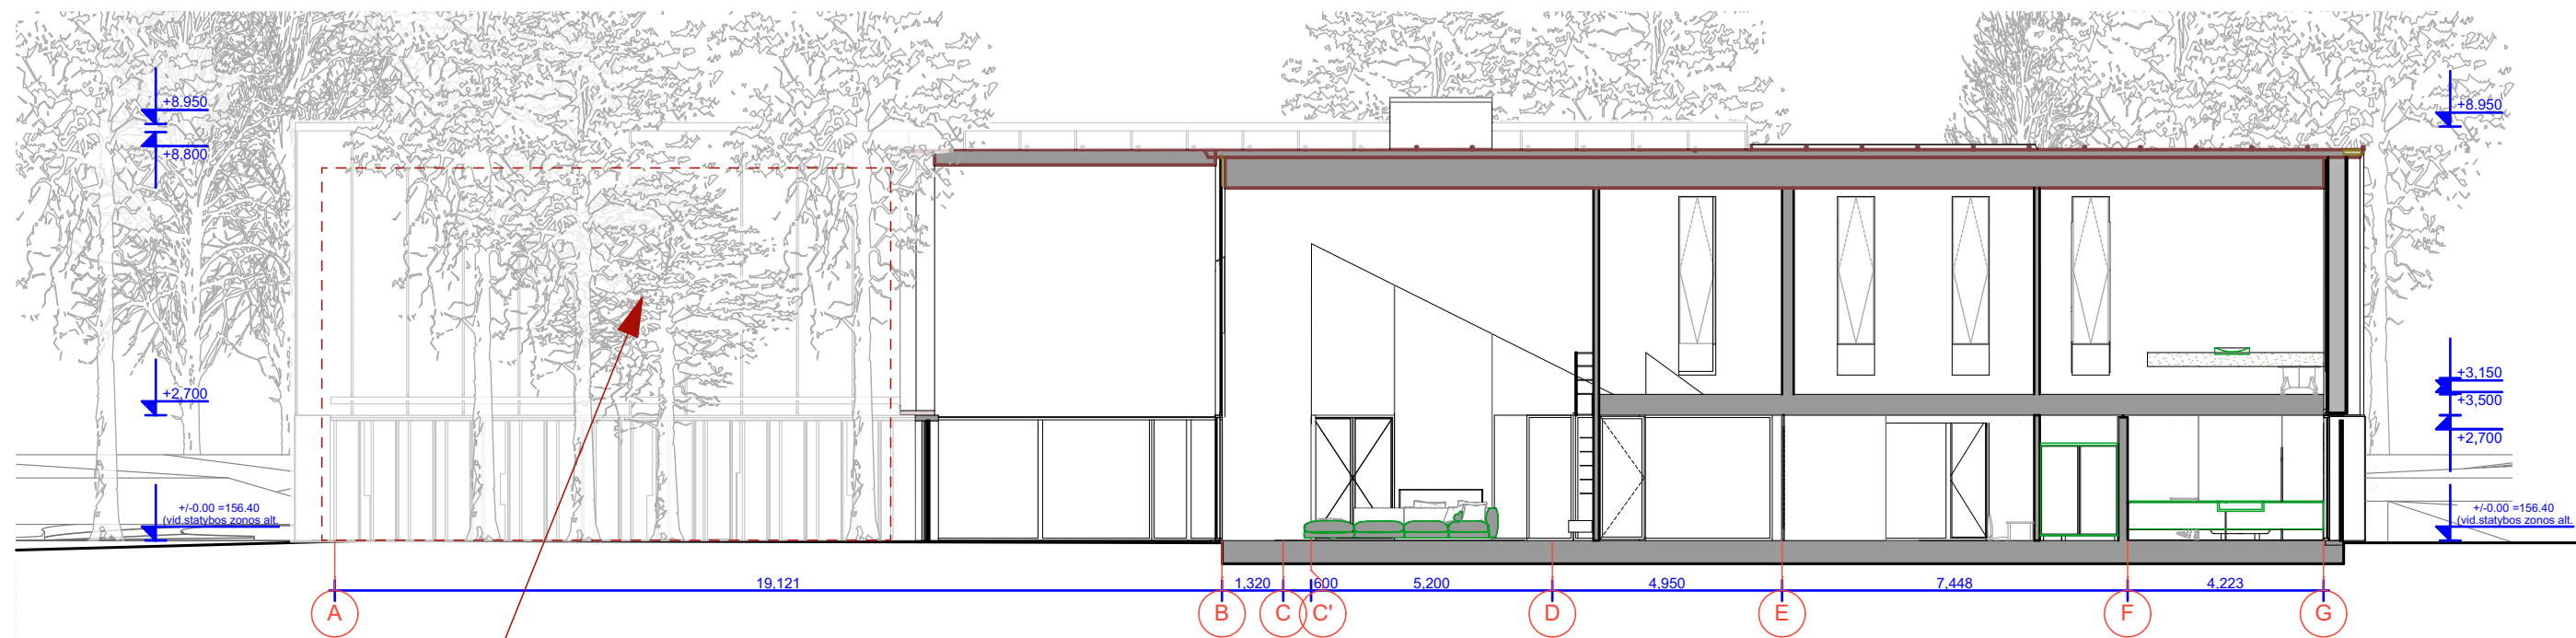 +8.950
+8,800
+2,700
+/-0.00 =156.40
(vid.statybos zonos alt.
+8.950
+3,150
+3,500
+2,700
+/-0.00 =156.40
(vid.statybos zonos alt.
19,121 1,320 600 5,200 4,950 7,448 4,223
A B C C' D E F G